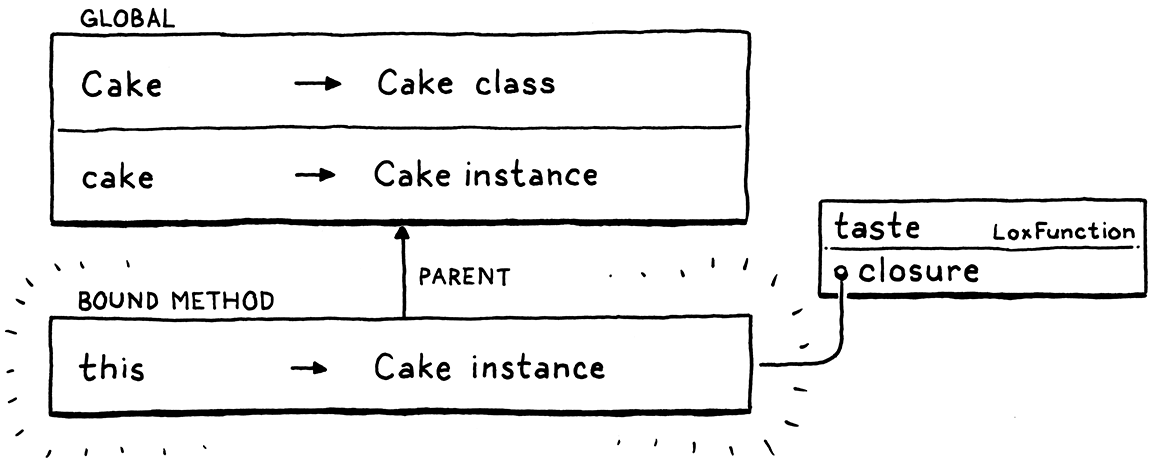 GLOBAL
Cake → Cake class
cake → Cake instance
taste LoxFunction
closure
PARENT
BOUND METHOD
this → Cake instance